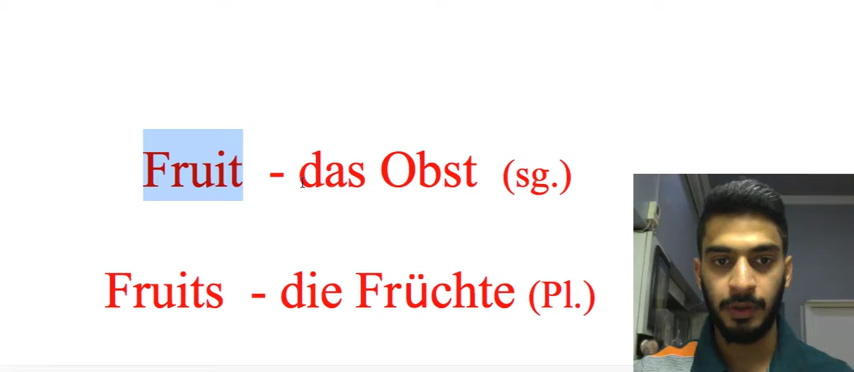 Fruit - das Obst (sg.)
Fruits - die Früchte (Pl.)